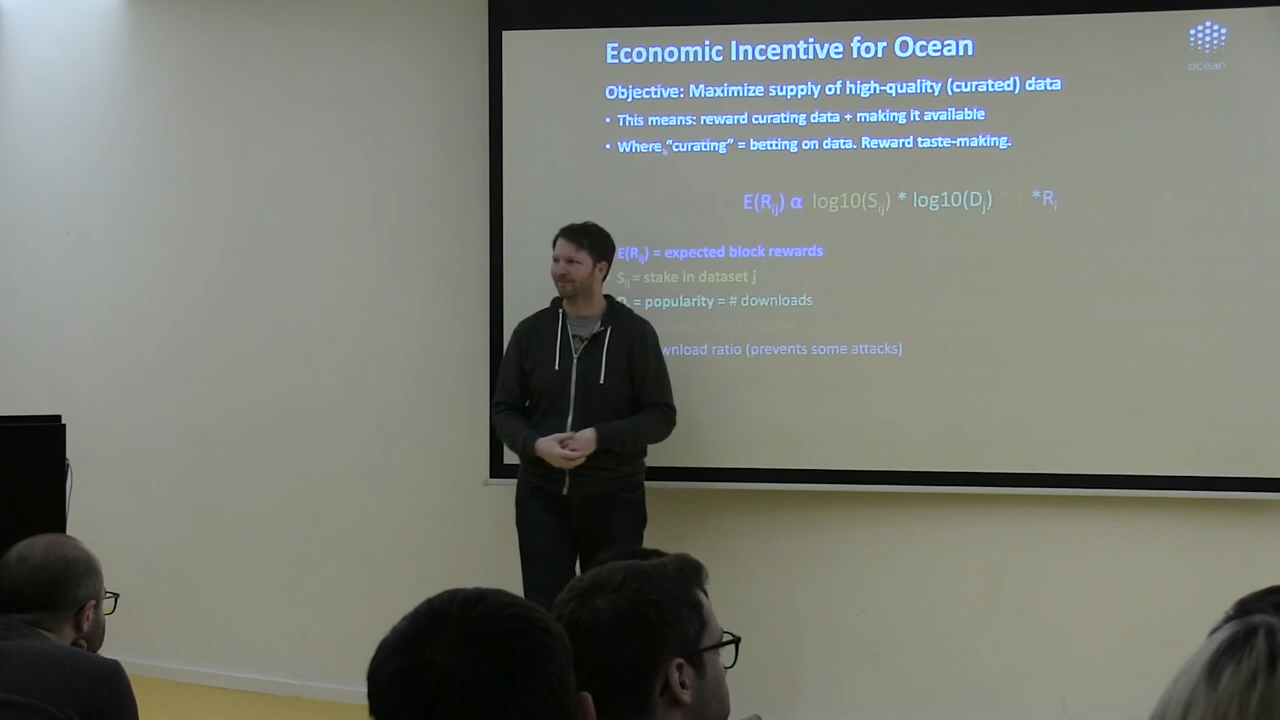 Economic Incentive for Ocean
ocean
Objective: Maximize supply of high-quality (curated) data
• This means: reward curating data + making it available
• Where "curating" = betting on data. Reward taste-making.
E(Rij) α log10(Sij) * log10(Dj) *Ri
E(Rij) = expected block rewards
Sij = stake in dataset j
= popularity = # downloads
ratio (prevents some attacks)